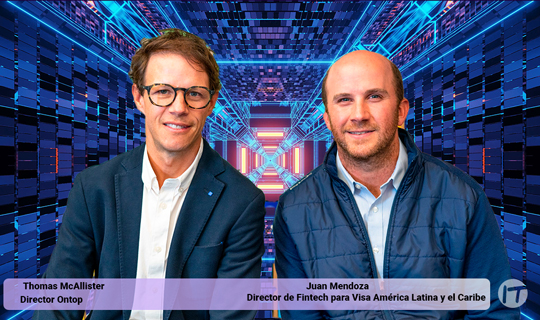 Thomas McAllister
Director Ontop
Juan Mendoza
Director de Fintech para Visa América Latina y el Caribe
IT